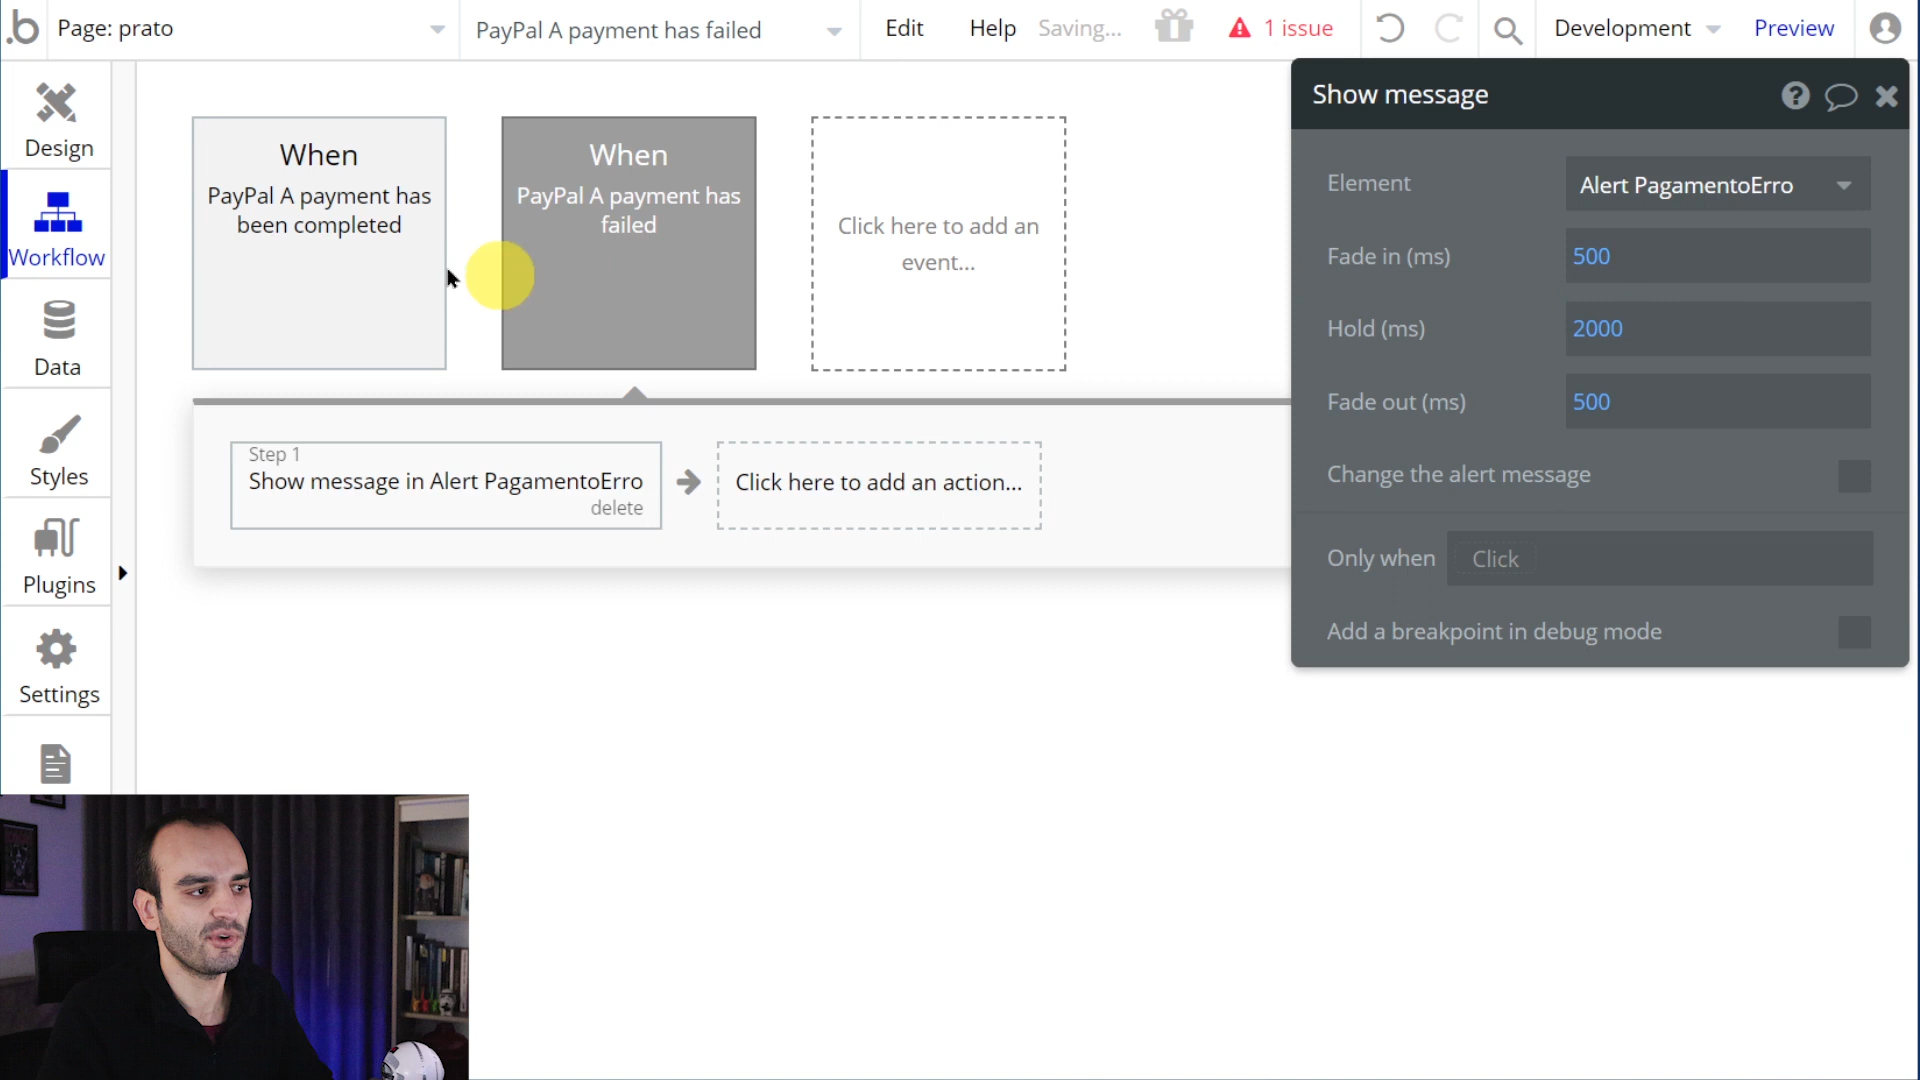 .b
Page: prato
PayPal A payment has failed
Edit
Help
Saving...
1 issue
Development
Preview
Design
Workflow
Data
Styles
Plugins
Settings
When
PayPal A payment has
been completed
When
PayPal A payment has
failed
Click here to add an
event...
Step 1
Show message in Alert PagamentoErro
delete
Click here to add an action...
Show message
Element
Alert PagamentoErro
Fade in (ms)
500
Hold (ms)
2000
Fade out (ms)
500
Change the alert message
Only when
Click
Add a breakpoint in debug mode